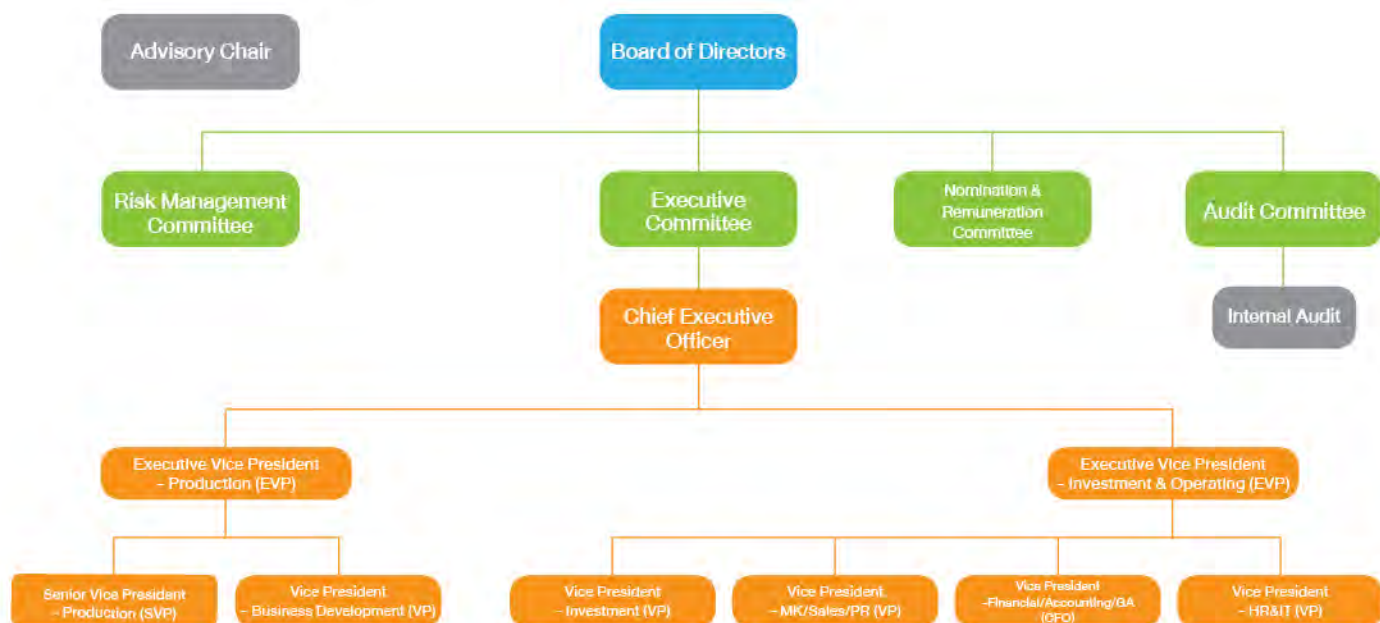 Advisory Chair
Board of Directors
Risk Management
Committee
Executive
Committee
Nomination &
Remuneration
Committee
Audit Committee
Chief Executive
Officer
Internal Audit
Executive Vice President
– Production (EVP)
Executive Vice President
– Investment & Operating (EVP)
Senior Vice President
– Production (SVP)
Vice President
– Business Development (VP)
Vice President
– Investment (VP)
Vice President
– MK/Sales/PR (VP)
Vice President
–Financial/Accounting/GA
(CFO)
Vice President
– HR&IT (VP)